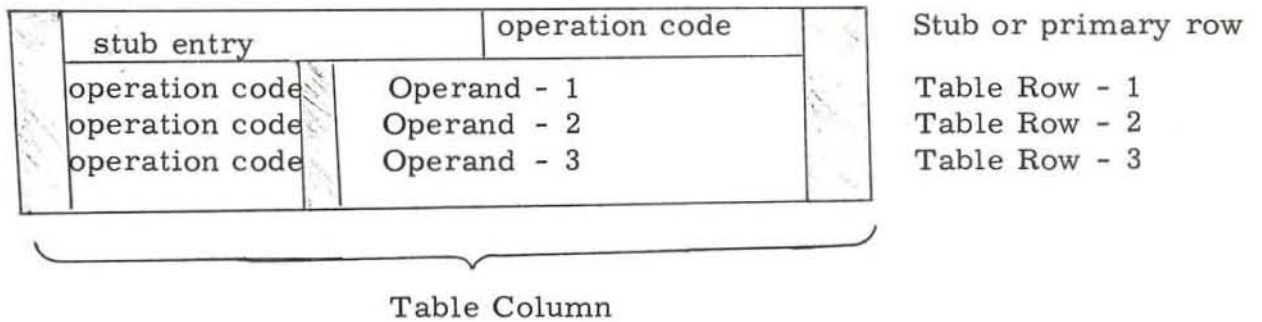 stub entry operation code Stub or primary row
operation code Operand - 1 Table Row - 1
operation code Operand - 2 Table Row - 2
operation code Operand - 3 Table Row - 3
Table Column